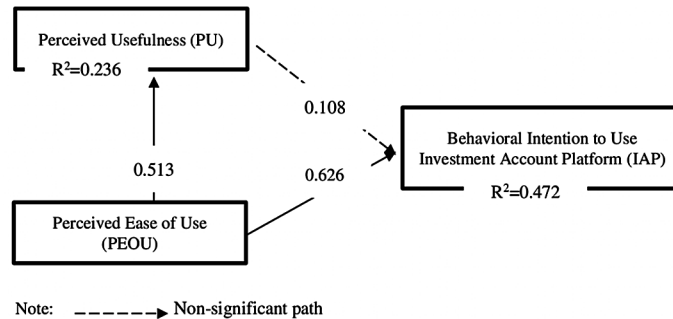 Perceived Usefulness (PU)
R²=0.236
0.108
Behavioral Intention to Use
Investment Account Platform (IAP)
R²=0.472
0.513
0.626
Perceived Ease of Use
(PEOU)
Note: Non-significant path